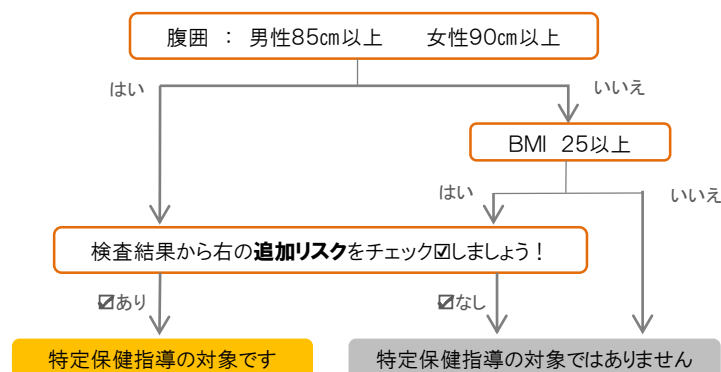 腹囲 : 男性85㎝以上 女性90㎝以上
はい
いいえ
BMI 25以上
はい
いいえ
検査結果から右の追加リスクをチェック☑しましょう！
☑あり
☑なし
特定保健指導の対象です
特定保健指導の対象ではありません